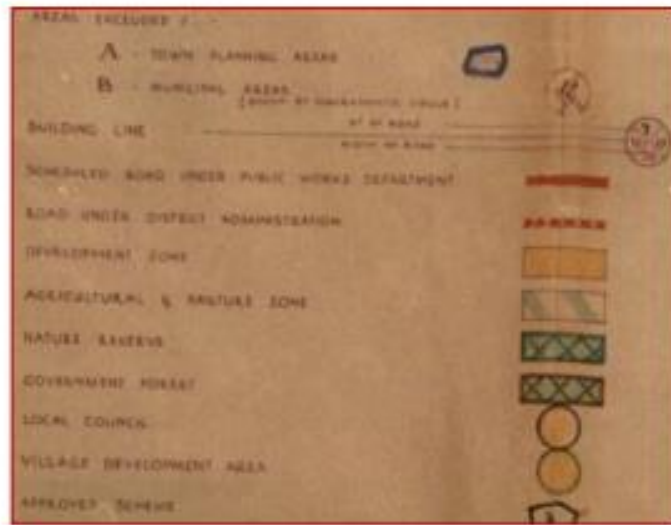 AREAS EXCLUDED :-
A - TOWN PLANNING AREAS
B - MUNICIPAL AREAS
BUILDING LINE
SCHEDULED ROAD UNDER PUBLIC WORKS DEPARTMENT
ROAD UNDER DISTRICT ADMINISTRATION
DEVELOPMENT ZONE
AGRICULTURAL & PASTURE ZONE
NATURE RESERVE
GOVERNMENT FOREST
LOCAL COUNCIL
VILLAGE DEVELOPMENT AREA
APPROVED SCHEME